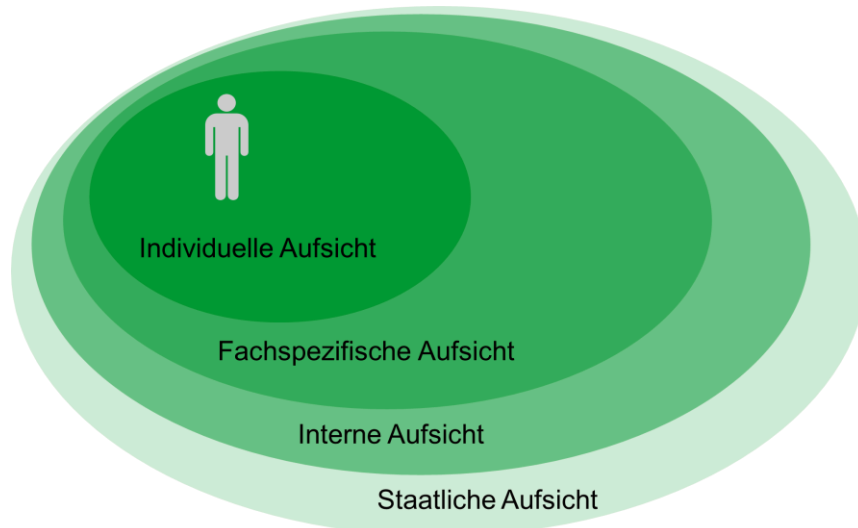 Individuelle Aufsicht
Fachspezifische Aufsicht
Interne Aufsicht
Staatliche Aufsicht